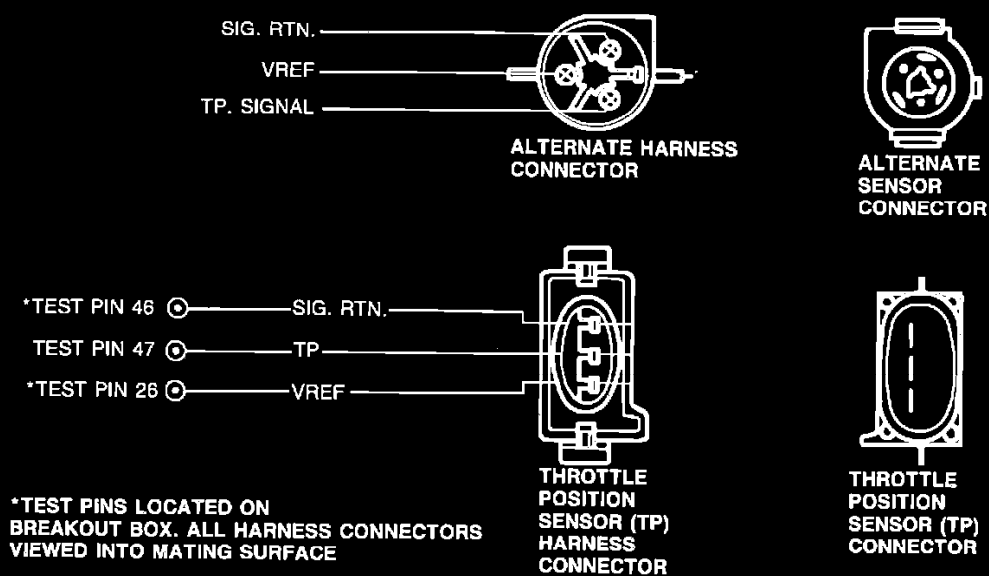 SIG. RTN.
VREF
TP. SIGNAL
ALTERNATE HARNESS
CONNECTOR
ALTERNATE
SENSOR
CONNECTOR
*TEST PIN 46
SIG. RTN.
TEST PIN 47
TP
*TEST PIN 26
VREF
THROTTLE
POSITION
SENSOR (TP)
HARNESS
CONNECTOR
THROTTLE
POSITION
SENSOR (TP)
CONNECTOR
*TEST PINS LOCATED ON
BREAKOUT BOX. ALL HARNESS CONNECTORS
VIEWED INTO MATING SURFACE